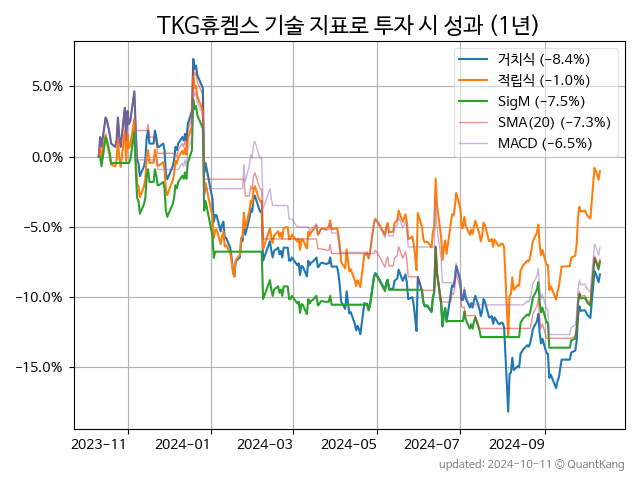 TKG휴켐스 기술 지표로 투자 시 성과 (1년)
거치식 (−8.4%)
적립식 (−1.0%)
SigM (−7.5%)
SMA(20) (−7.3%)
MACD (−6.5%)
5.0%
0.0%
−5.0%
−10.0%
−15.0%
2023-11 2024-01 2024-03 2024-05 2024-07 2024-09
updated: 2024-10-11 © QuantKang